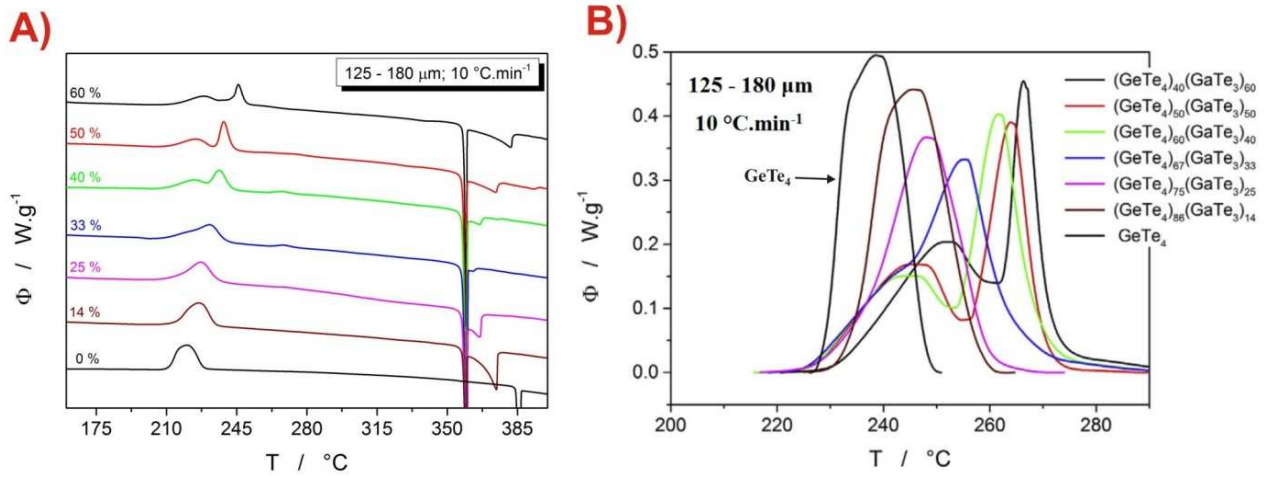 A)
125 - 180 μm; 10 °C.min⁻¹
60 %
50 %
40 %
33 %
25 %
14 %
0 %
Φ / W.g⁻¹
175 210 245 280 315 350 385
T / °C
B)
125 - 180 μm
10 °C.min⁻¹
GeTe₄
(GeTe₄)₄₀(GaTe₃)₆₀
(GeTe₄)₅₀(GaTe₃)₅₀
(GeTe₄)₆₀(GaTe₃)₄₀
(GeTe₄)₆₇(GaTe₃)₃₃
(GeTe₄)₇₅(GaTe₃)₂₅
(GeTe₄)₈₆(GaTe₃)₁₄
GeTe₄
0.5
0.4
0.3
0.2
0.1
0.0
Φ / W.g⁻¹
200 220 240 260 280
T / °C